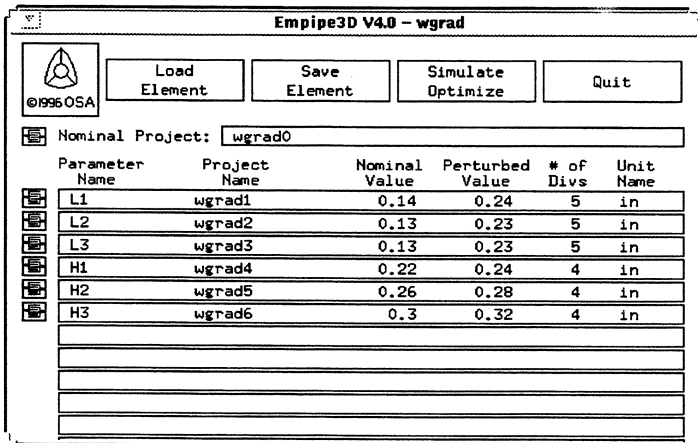 Empipe3D V4.0 — wgrad
©1996 OSA
Load Element
Save Element
Simulate Optimize
Quit
Nominal Project: wgrad0
Parameter Name Project Name Nominal Value Perturbed Value # of Divs Unit Name
L1 wgrad1 0.14 0.24 5 in
L2 wgrad2 0.13 0.23 5 in
L3 wgrad3 0.13 0.23 5 in
H1 wgrad4 0.22 0.24 4 in
H2 wgrad5 0.26 0.28 4 in
H3 wgrad6 0.3 0.32 4 in